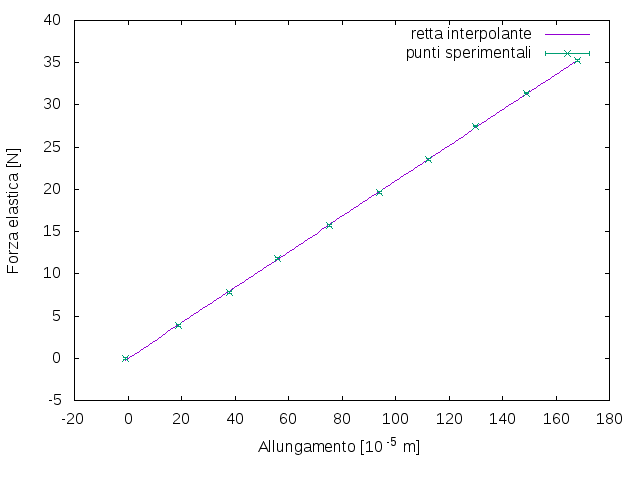 retta interpolante
punti sperimentali
40
35
30
25
20
15
10
5
0
-5
Forza elastica [N]
-20 0 20 40 60 80 100 120 140 160 180
Allungamento [10⁻⁵ m]